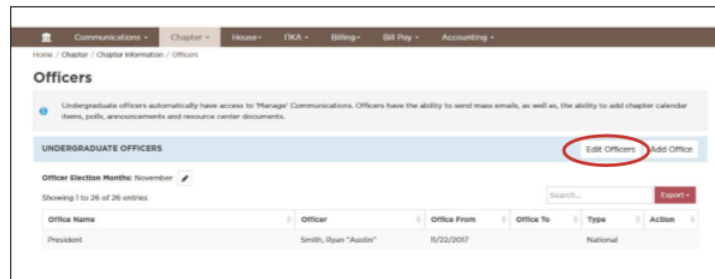 Communications Chapter House ΠΚΑ Billing Bill Pay Accounting
Home / Chapter / Chapter Information / Officers
Officers
Undergraduate officers automatically have access to 'Manage' Communications. Officers have the ability to send mass emails, as well as, the ability to add chapter calendar
items, polls, announcements and resource center documents.
UNDERGRADUATE OFFICERS Edit Officers Add Office
Officer Election Months: November
Showing 1 to 26 of 26 entries Search... Export
Office Name Officer Office From Office To Type Action
President Smith, Ryan "Austin" 11/22/2017 National